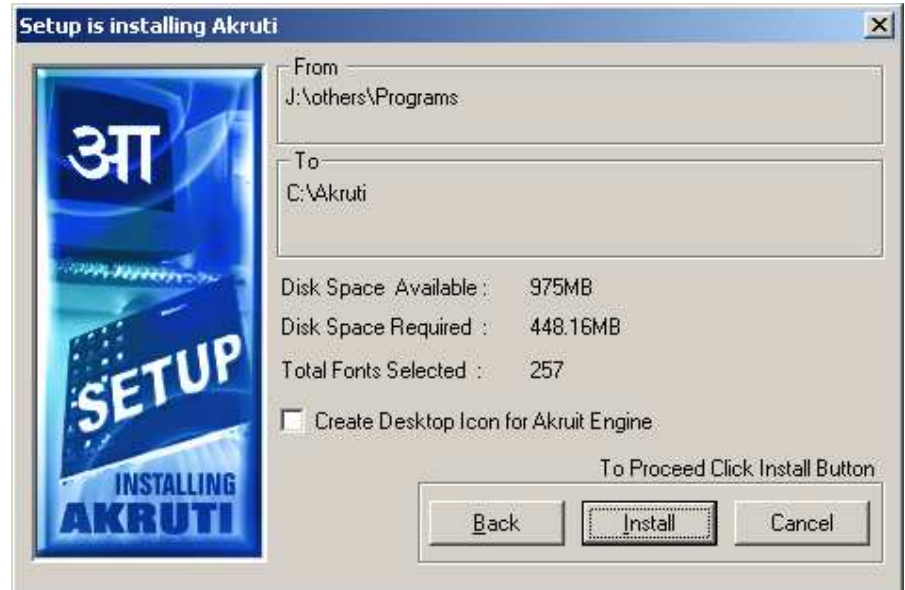 Setup is installing Akruti
आ
SETUP
INSTALLING
AKRUTI
From
J:\others\Programs
To
C:\Akruti
Disk Space Available : 975MB
Disk Space Required : 448.16MB
Total Fonts Selected : 257
Create Desktop Icon for Akruit Engine
To Proceed Click Install Button
Back Install Cancel